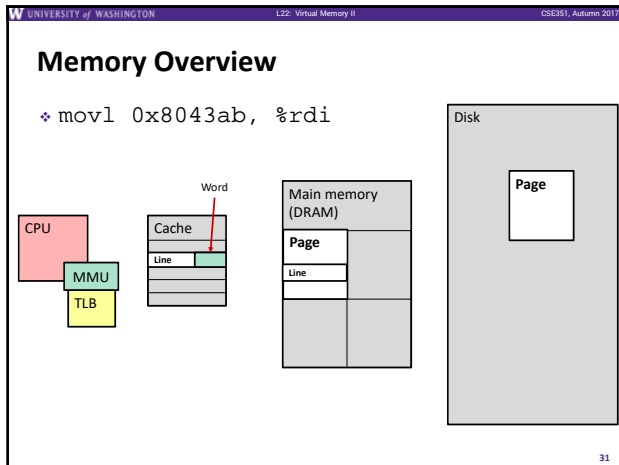 W UNIVERSITY of WASHINGTON
L22: Virtual Memory II
CSE351, Autumn 2017
Memory Overview
❖ movl 0x8043ab, %rdi
Disk
Page
Word
Main memory
(DRAM)
Page
Line
CPU
Cache
Line
MMU
TLB
31